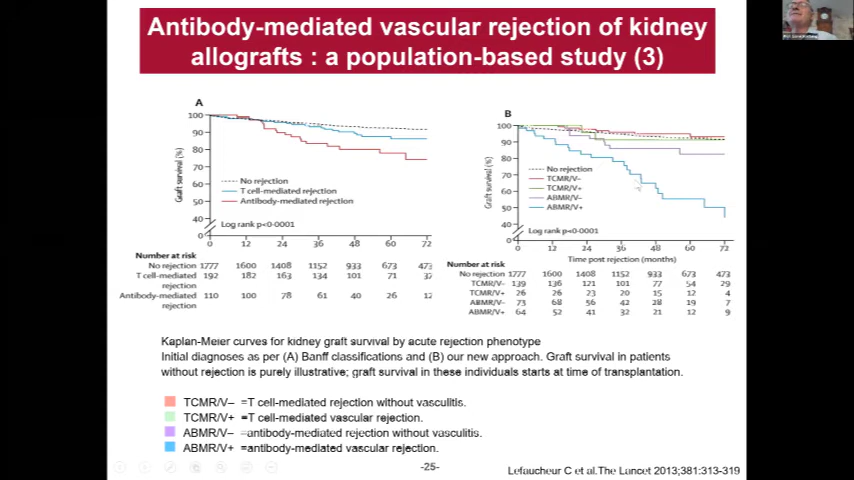 Antibody-mediated vascular rejection of kidney
allografts : a population-based study (3)
A
100
90
80
70
60
50
40
0
Graft survival (%)
No rejection
T cell-mediated rejection
Antibody-mediated rejection
Log rank p<0·0001
0 12 24 36 48 60 72
Number at risk
No rejection 1777 1600 1408 1152 933 673 473
T cell-mediated rejection 192 182 163 134 101 71 37
Antibody-mediated rejection 110 100 78 61 40 26 12
B
100
90
80
70
60
50
40
0
Graft survival (%)
No rejection
TCMR/V–
TCMR/V+
ABMR/V–
ABMR/V+
Log rank p<0·0001
0 12 24 36 48 60 72
Time post rejection (months)
Number at risk
No rejection 1777 1600 1408 1152 933 673 473
TCMR/V– 139 136 121 101 77 54 29
TCMR/V+ 26 26 23 20 15 12 4
ABMR/V– 73 68 56 42 28 19 7
ABMR/V+ 64 52 41 32 21 12 9
Kaplan-Meier curves for kidney graft survival by acute rejection phenotype
Initial diagnoses as per (A) Banff classifications and (B) our new approach. Graft survival in patients
without rejection is purely illustrative; graft survival in these individuals starts at time of transplantation.
TCMR/V– =T cell-mediated rejection without vasculitis.
TCMR/V+ =T cell-mediated vascular rejection.
ABMR/V– =antibody-mediated rejection without vasculitis.
ABMR/V+ =antibody-mediated vascular rejection.
-25-
Lefaucheur C et al.The Lancet 2013;381:313-319